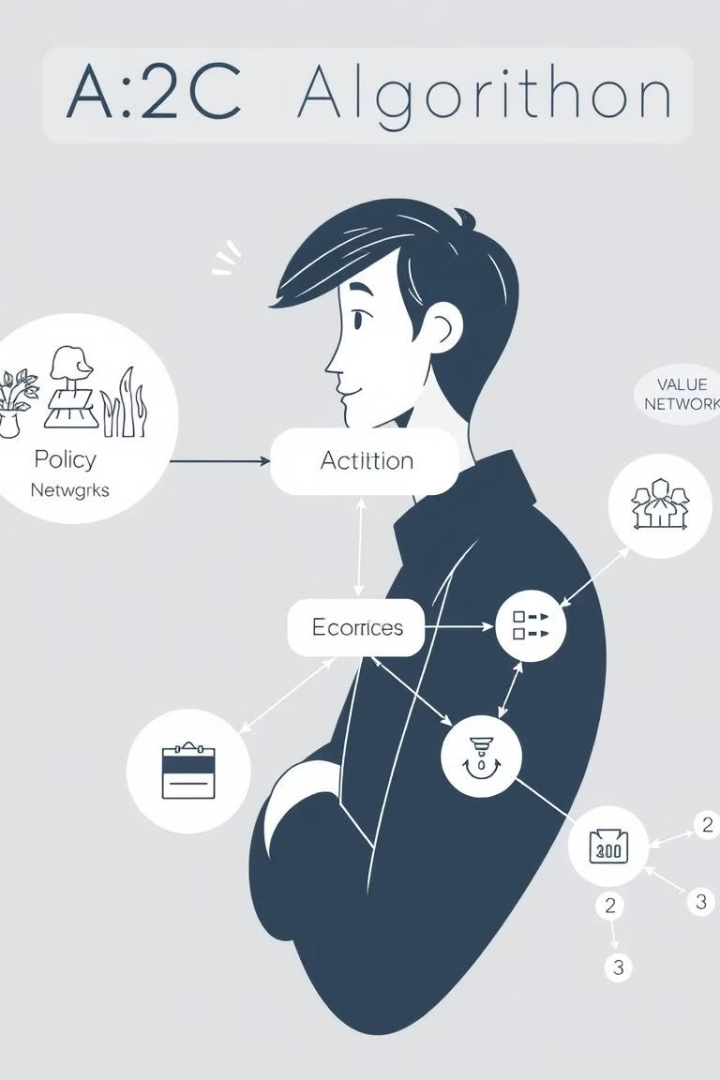 A:2C Algorithon
VALUE
NETWORK
Policy
Netwgrks
Actittion
Ecorrices
300
2
3
2
3